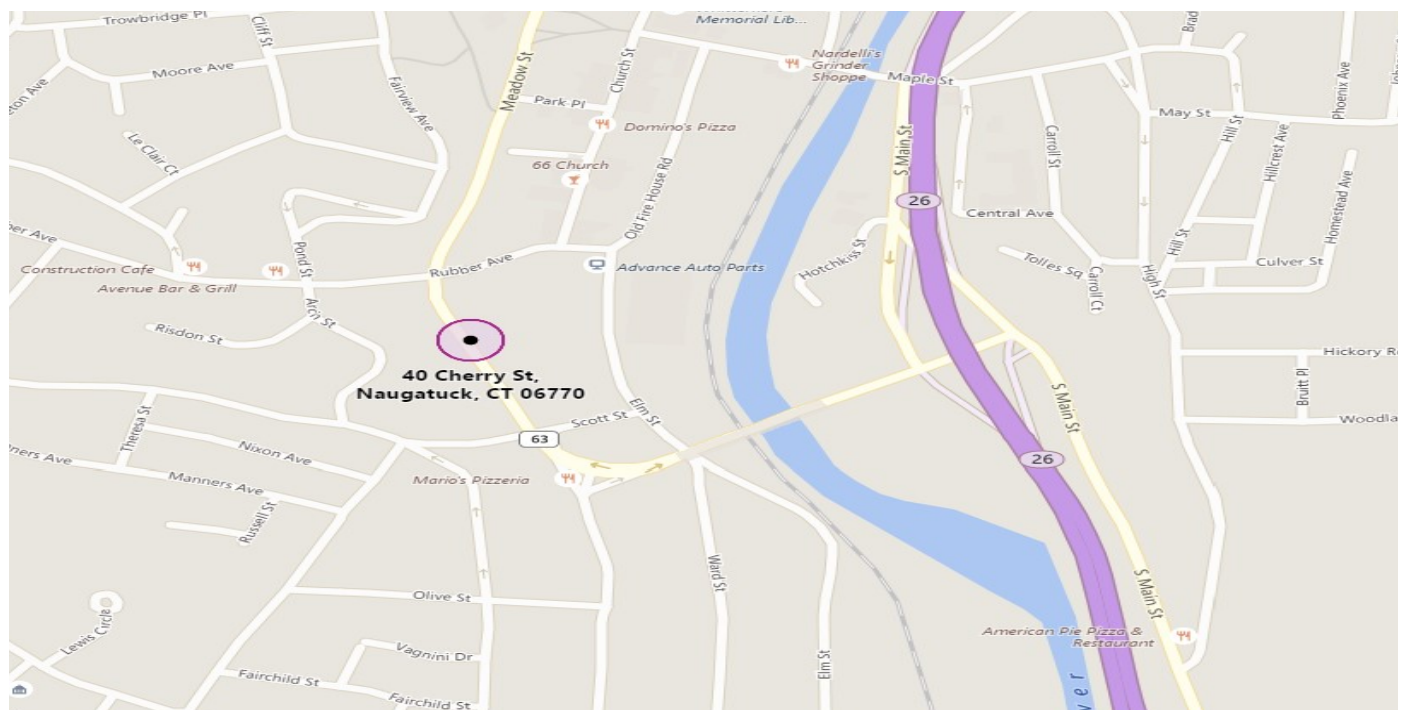 Trowbridge Pl
Cliff St
Memorial Lib...
Moore Ave
Meadow St
Church St
Nardelli's
Grinder
Shoppe
Maple St
Phoenix Ave
Fairview Ave
Park Pl
Domino's Pizza
S Main St
May St
Hill St
Hillcrest Ave
Carroll St
Le Clair Ct
66 Church
Old Fire House Rd
26
Central Ave
Homestead Ave
Hill St
Pond St
Rubber Ave
Hotchkiss St
Tolles Sq
Carroll Ct
High St
Culver St
Construction Cafe
Avenue Bar & Grill
Advance Auto Parts
Arch St
Risdon St
40 Cherry St,
Naugatuck, CT 06770
Hickory R
Bruitt Pl
S Main St
Woodla
Theresa St
Scott St
Elm St
63
Nixon Ave
26
Manners Ave
Mario's Pizzeria
Russell St
Ward St
S Main St
Olive St
Lewis Circle
American Pie Pizza &
Restaurant
Vagnini Dr
Elm St
Fairchild St
Fairchild St